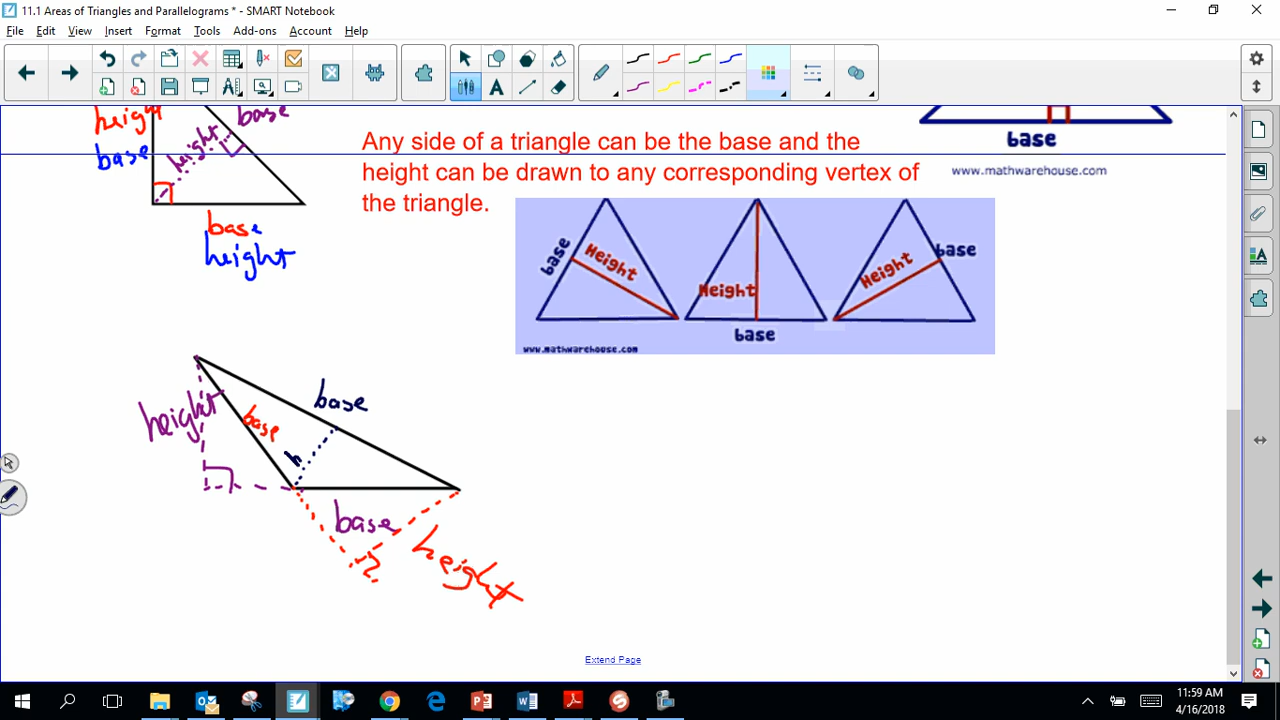 11.1 Areas of Triangles and Parallelograms * - SMART Notebook
File Edit View Insert Format Tools Add-ons Account Help
height
base
height
base
base
height
Any side of a triangle can be the base and the
height can be drawn to any corresponding vertex of
the triangle.
base
www.mathwarehouse.com
base
Height
Height
base
Height
base
www.mathwarehouse.com
height
base
base
h
base
height
Extend Page
11:59 AM
4/16/2018